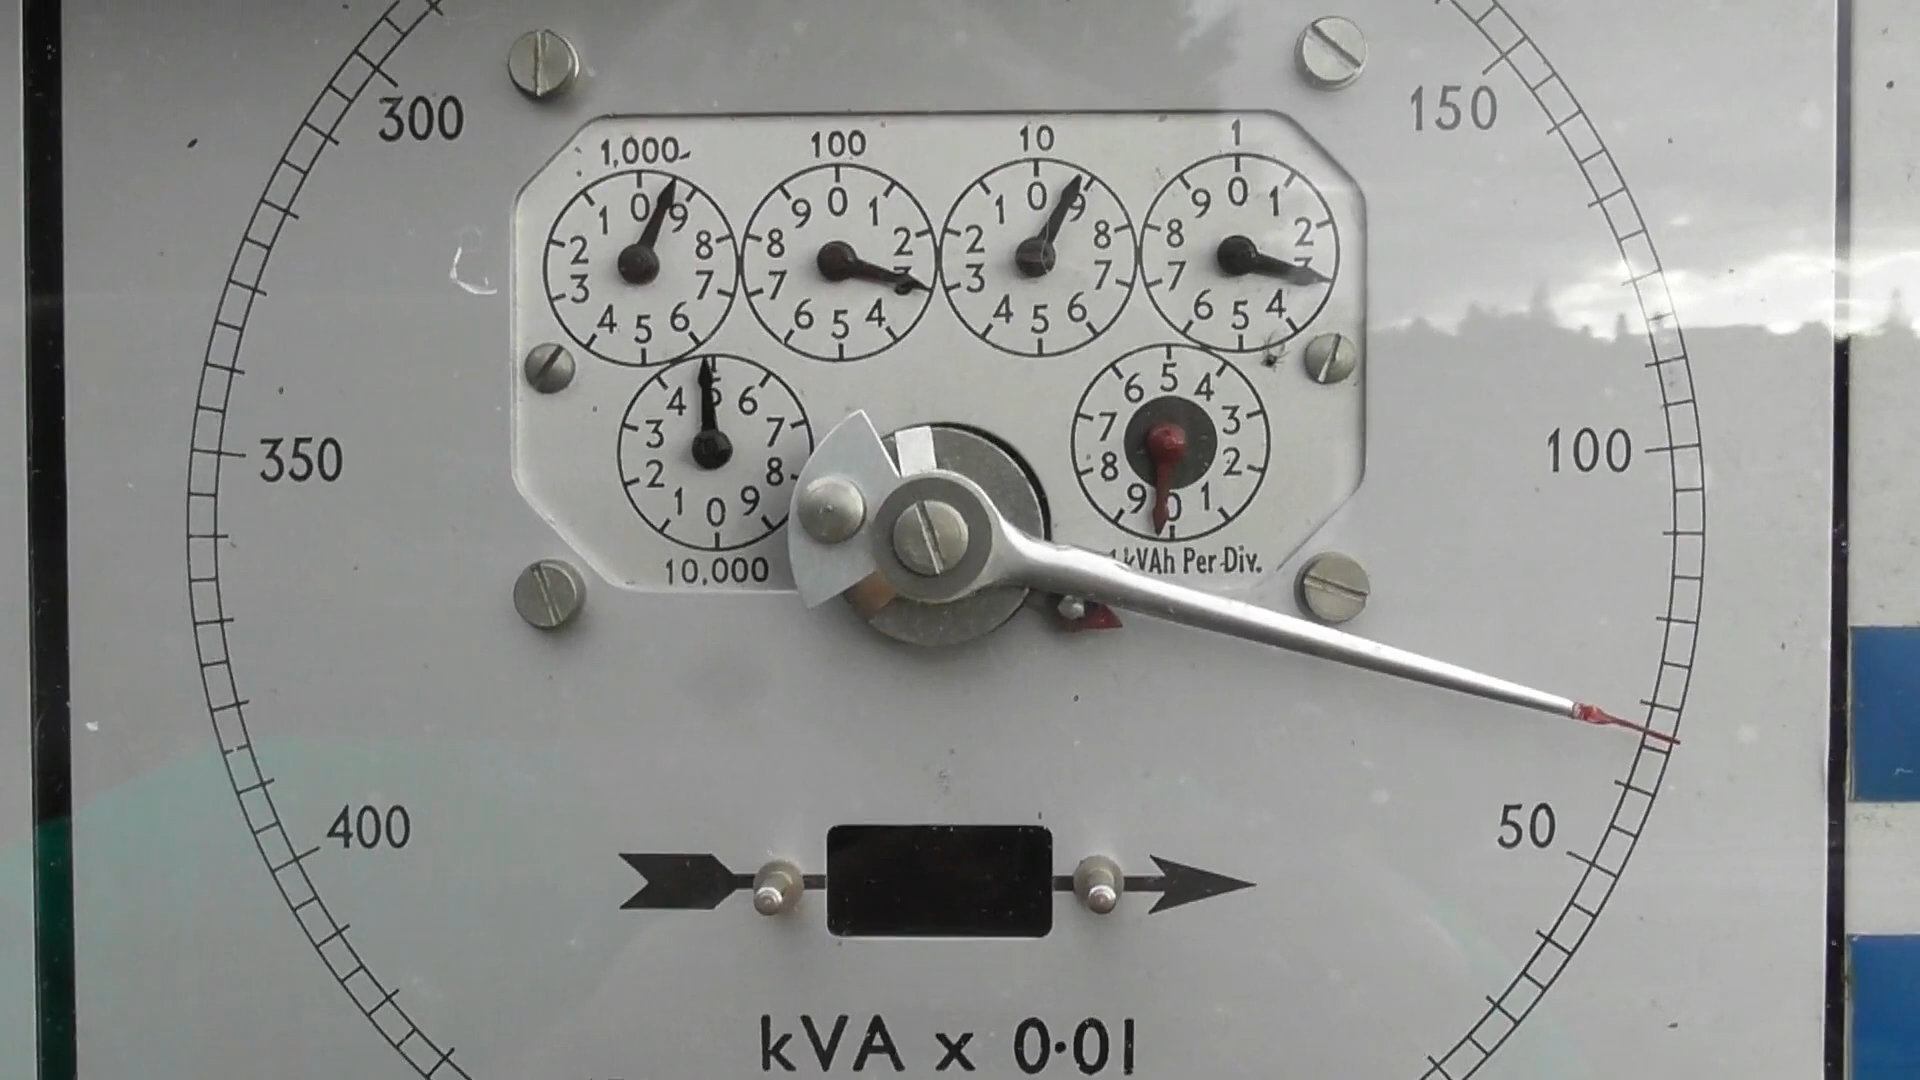 300
150
1,000
100
10
1
0 9 8 7 6 5 4 3 2 1
0 1 2 3 4 5 6 7 8 9
0 9 8 7 6 5 4 3 2 1
0 1 2 3 4 5 6 7 8 9
5 6 7 8 9 0 1 2 3 4
5 4 3 2 1 0 9 8 7 6
350
100
10,000
kVAh Per Div.
400
50
kVA x 0·01